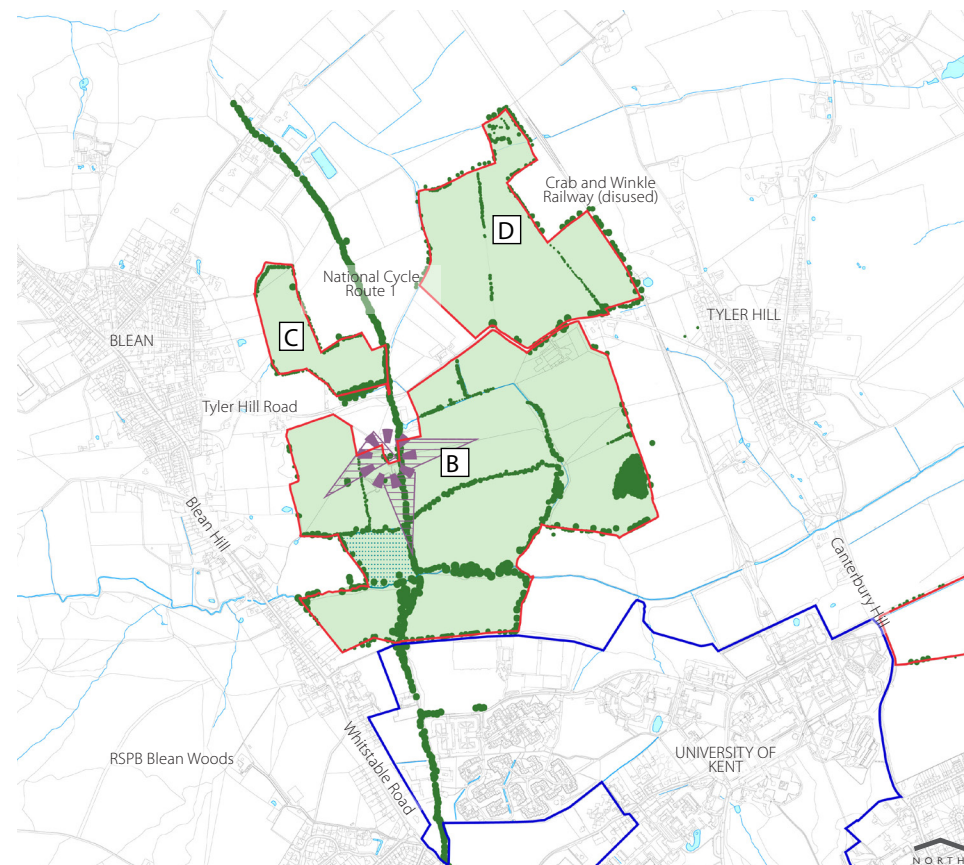 Crab and Winkle
Railway (disused)
D
National Cycle
Route 1
TYLER HILL
BLEAN
C
Tyler Hill Road
B
Blean Hill
Canterbury Hill
Whitstable Road
RSPB Blean Woods
UNIVERSITY OF
KENT
NORTH